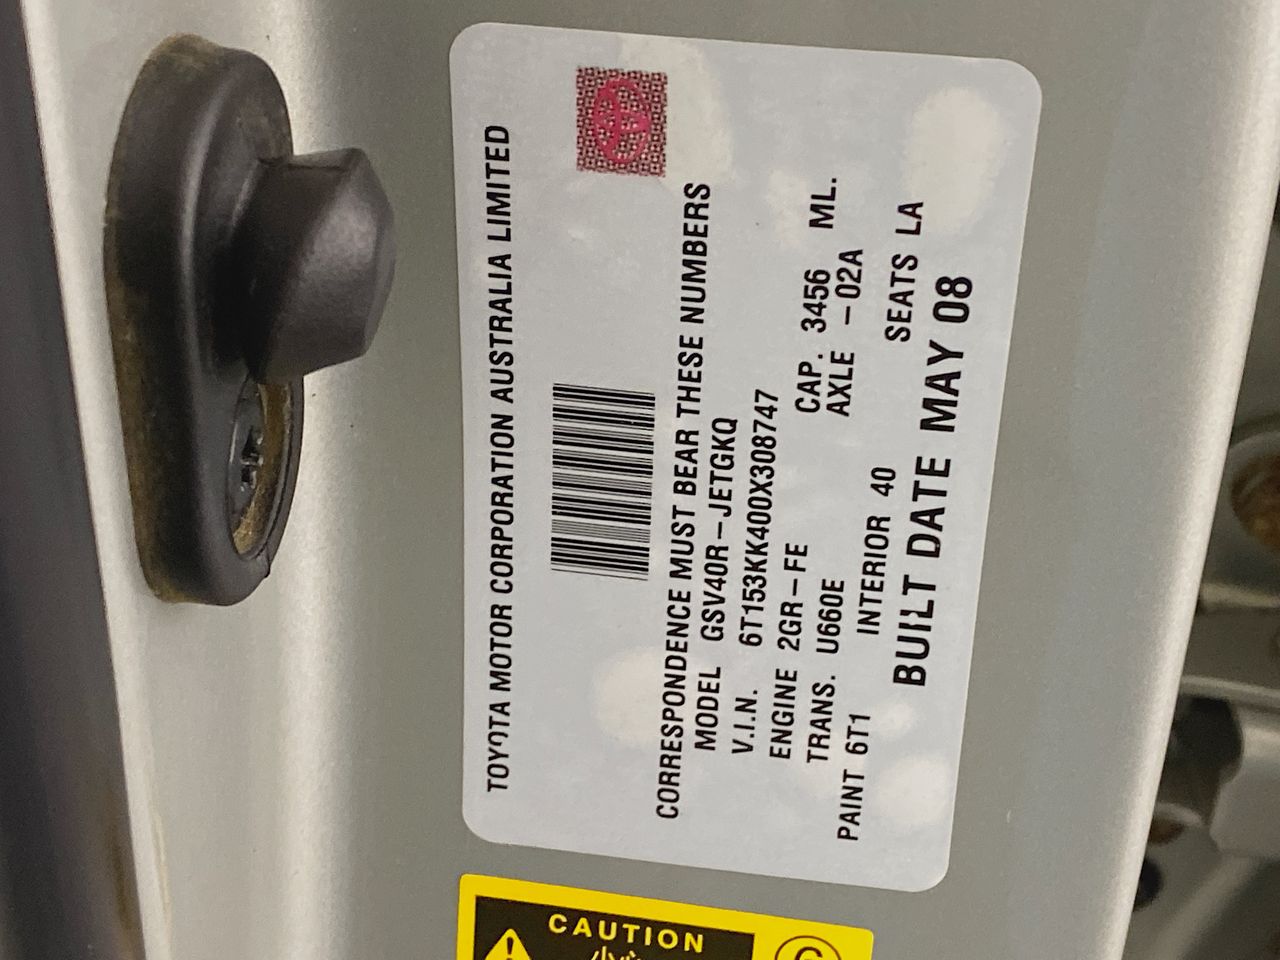 TOYOTA MOTOR CORPORATION AUSTRALIA LIMITED
CORRESPONDENCE MUST BEAR THESE NUMBERS
MODEL GSV40R-JETGKQ
V.I.N. 6T153KK400X308747
ENGINE 2GR-FE CAP. 3456 ML.
TRANS. U660E AXLE -02A
PAINT 6T1 INTERIOR 40 SEATS LA
BUILT DATE MAY 08
CAUTION